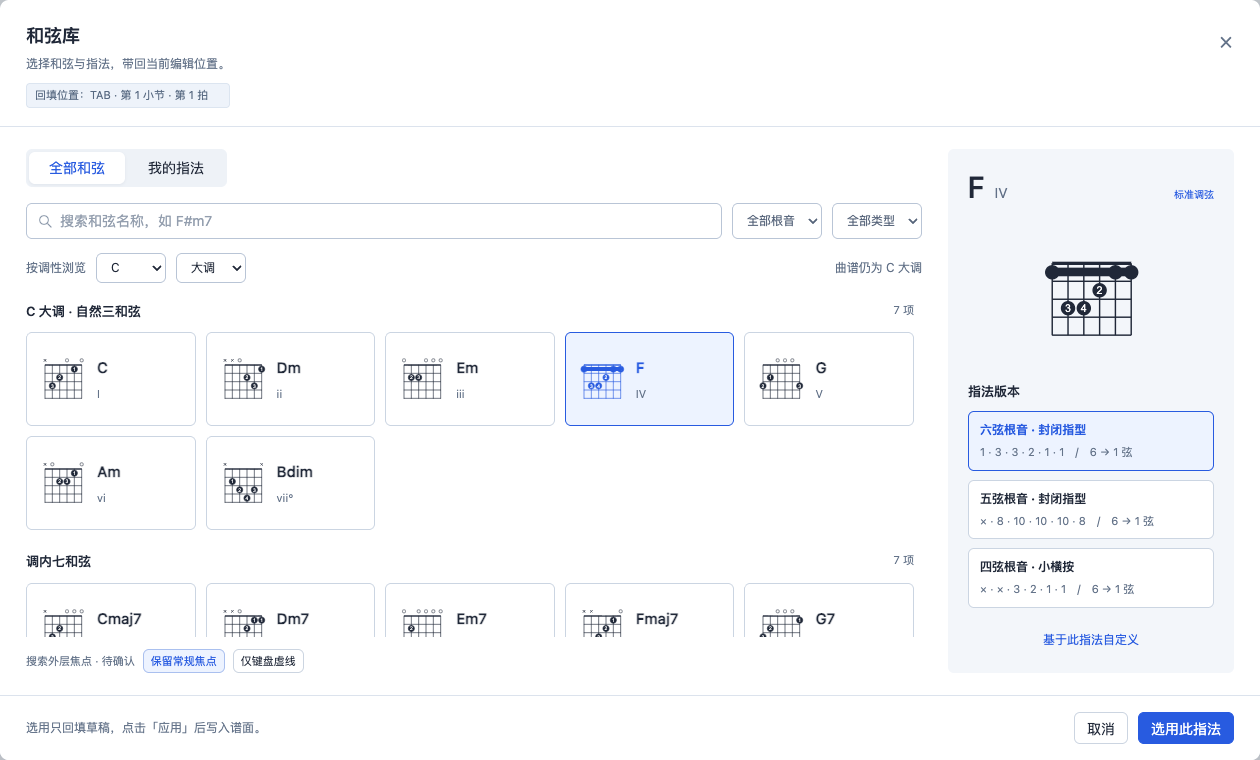 和弦库
选择和弦与指法，带回当前编辑位置。
回填位置：TAB · 第 1 小节 · 第 1 拍
全部和弦
我的指法
搜索和弦名称，如 F#m7
全部根音
全部类型
按调性浏览
C
大调
曲谱仍为 C 大调
C 大调 · 自然三和弦
7 项
C
I
Dm
ii
Em
iii
F
IV
G
V
Am
vi
Bdim
vii°
调内七和弦
7 项
Cmaj7
Dm7
Em7
Fmaj7
G7
搜索外层焦点 · 待确认
保留常规焦点
仅键盘虚线
F IV
标准调弦
2
3 4
指法版本
六弦根音 · 封闭指型
1 · 3 · 3 · 2 · 1 · 1 / 6 → 1 弦
五弦根音 · 封闭指型
× · 8 · 10 · 10 · 10 · 8 / 6 → 1 弦
四弦根音 · 小横按
× · × · 3 · 2 · 1 · 1 / 6 → 1 弦
基于此指法自定义
选用只回填草稿，点击「应用」后写入谱面。
取消
选用此指法